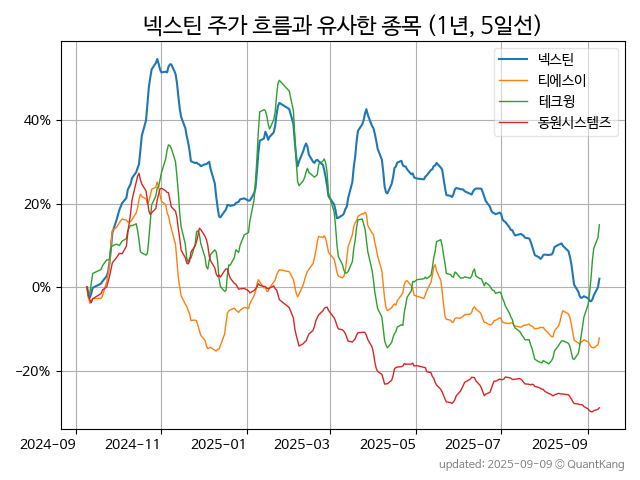 넥스틴 주가 흐름과 유사한 종목 (1년, 5일선)
넥스틴
티에스이
테크윙
동원시스템즈
40%
20%
0%
−20%
2024−09
2024−11
2025−01
2025−03
2025−05
2025−07
2025−09
updated: 2025-09-09 © QuantKang